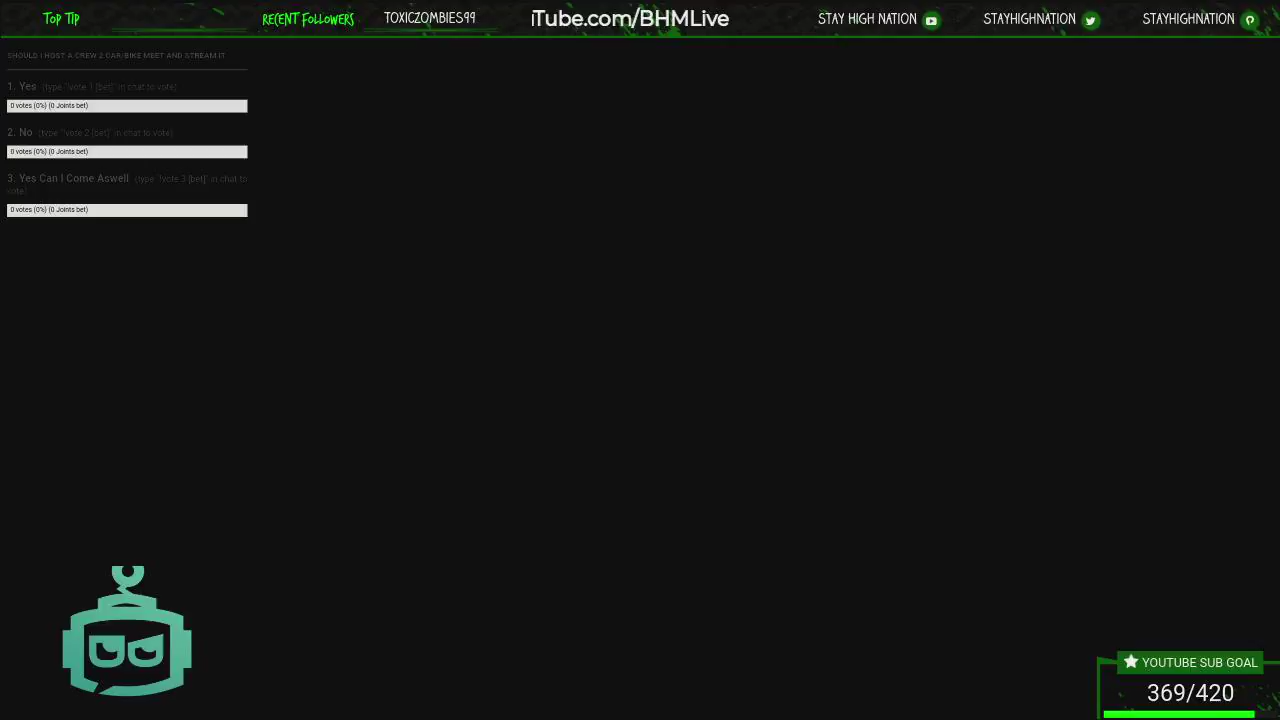 Top Tip
Recent Followers
TOXICZOMBIES99
iTube.com/BHMLive
STAY HIGH NATION
STAYHIGHNATION
STAYHIGHNATION
SHOULD I HOST A CREW 2 CAR/BIKE MEET AND STREAM IT
1. Yes (type "!vote 1 [bet]" in chat to vote)
0 votes (0%) (0 Joints bet)
2. No (type "!vote 2 [bet]" in chat to vote)
0 votes (0%) (0 Joints bet)
3. Yes Can I Come Aswell (type "!vote 3 [bet]" in chat to
vote)
0 votes (0%) (0 Joints bet)
YOUTUBE SUB GOAL
369/420